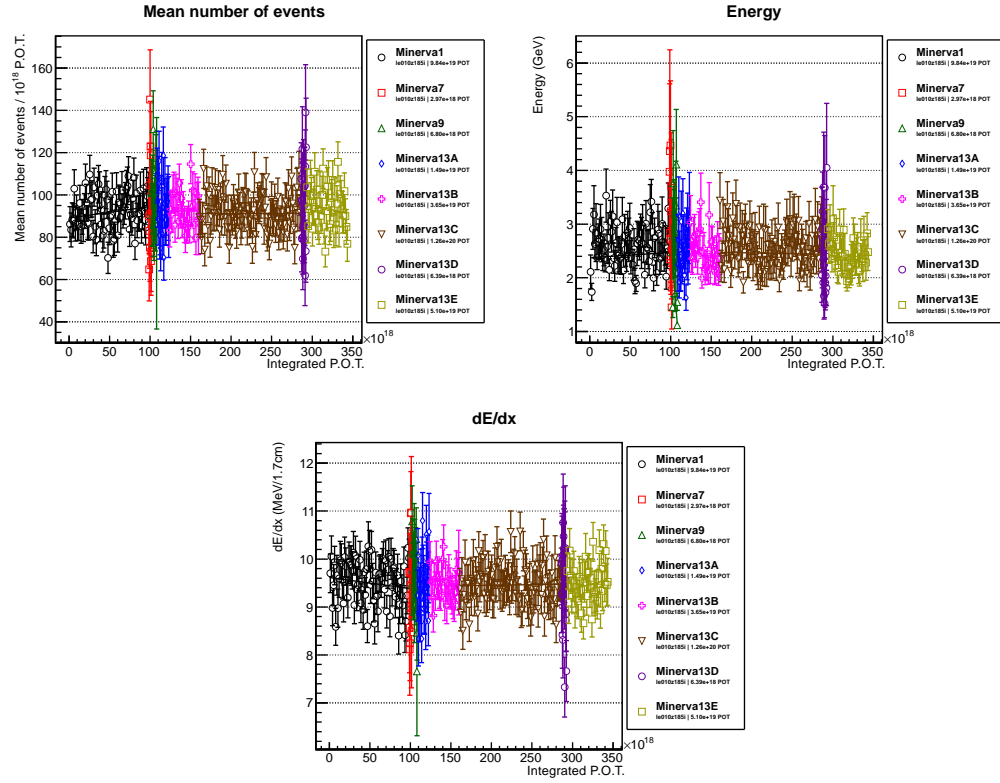 Mean number of events
Mean number of events / 10^18 P.O.T.
160
140
120
100
80
60
40
0 50 100 150 200 250 300 350
×10^18
Integrated P.O.T.
Minerva1
le010z185i | 9.84e+19 POT
Minerva7
le010z185i | 2.97e+18 POT
Minerva9
le010z185i | 6.80e+18 POT
Minerva13A
le010z185i | 1.49e+19 POT
Minerva13B
le010z185i | 3.65e+19 POT
Minerva13C
le010z185i | 1.26e+20 POT
Minerva13D
le010z185i | 6.39e+18 POT
Minerva13E
le010z185i | 5.10e+19 POT
Energy
Energy (GeV)
6
5
4
3
2
1
0 50 100 150 200 250 300 350
×10^18
Integrated P.O.T.
Minerva1
le010z185i | 9.84e+19 POT
Minerva7
le010z185i | 2.97e+18 POT
Minerva9
le010z185i | 6.80e+18 POT
Minerva13A
le010z185i | 1.49e+19 POT
Minerva13B
le010z185i | 3.65e+19 POT
Minerva13C
le010z185i | 1.26e+20 POT
Minerva13D
le010z185i | 6.39e+18 POT
Minerva13E
le010z185i | 5.10e+19 POT
dE/dx
dE/dx (MeV/1.7cm)
12
11
10
9
8
7
0 50 100 150 200 250 300 350
×10^18
Integrated P.O.T.
Minerva1
le010z185i | 9.84e+19 POT
Minerva7
le010z185i | 2.97e+18 POT
Minerva9
le010z185i | 6.80e+18 POT
Minerva13A
le010z185i | 1.49e+19 POT
Minerva13B
le010z185i | 3.65e+19 POT
Minerva13C
le010z185i | 1.26e+20 POT
Minerva13D
le010z185i | 6.39e+18 POT
Minerva13E
le010z185i | 5.10e+19 POT